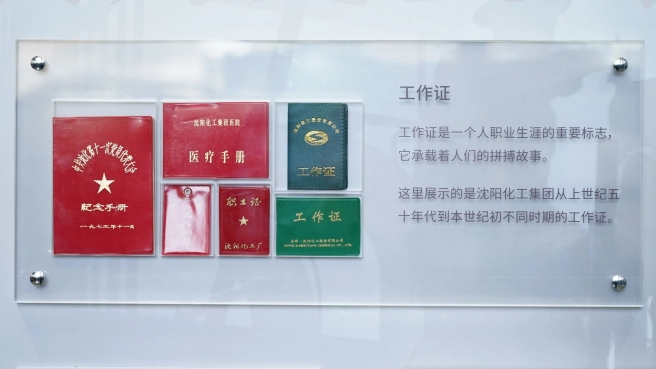 工作证
工作证是一个人职业生涯的重要标志，
它承载着人们的拼搏故事。
这里展示的是沈阳化工集团从上世纪五
十年代到本世纪初不同时期的工作证。
纪念手册
一九七三年十一月
沈阳化工集团医院
医疗手册
职工证
沈阳化工厂
工作证
工作证